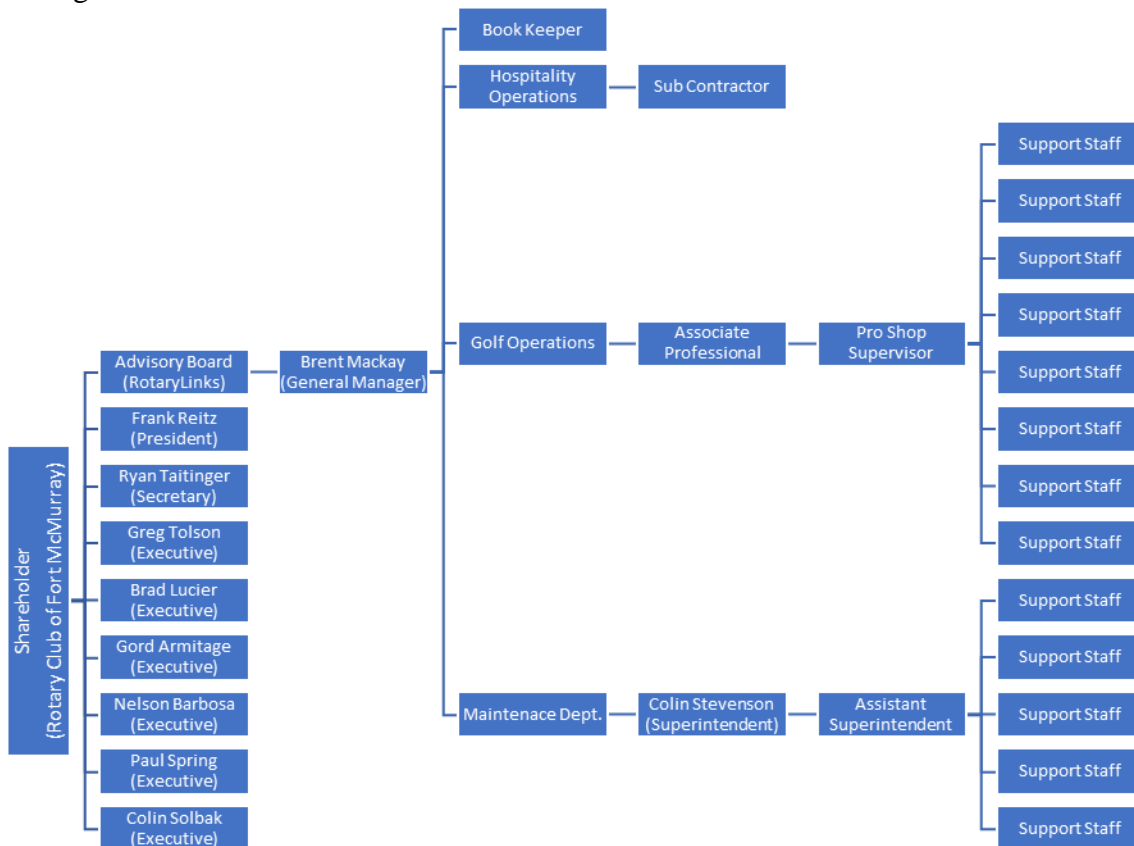 Book Keeper
Hospitality
Operations
Sub Contractor
Support Staff
Support Staff
Support Staff
Support Staff
Golf Operations
Associate
Professional
Pro Shop
Supervisor
Advisory Board
(RotaryLinks)
Brent Mackay
(General Manager)
Support Staff
Frank Reitz
(President)
Support Staff
Shareholder
(Rotary Club of Fort McMurray)
Ryan Taitinger
(Secretary)
Support Staff
Greg Tolson
(Executive)
Support Staff
Brad Lucier
(Executive)
Support Staff
Gord Armitage
(Executive)
Support Staff
Nelson Barbosa
(Executive)
Maintenace Dept.
Colin Stevenson
(Superintendent)
Assistant
Superintendent
Support Staff
Paul Spring
(Executive)
Support Staff
Colin Solbak
(Executive)
Support Staff